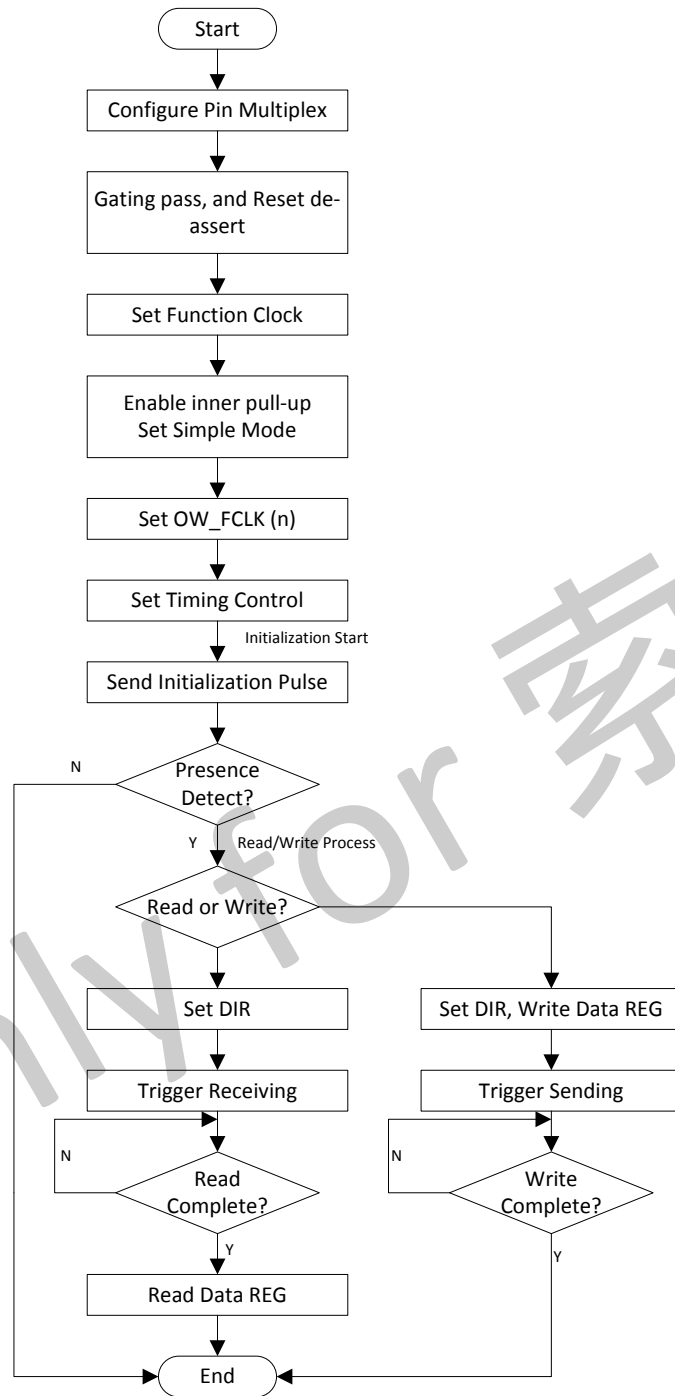 Start
Configure Pin Multiplex
Gating pass, and Reset de-
assert
Set Function Clock
Enable inner pull-up
Set Simple Mode
Set OW_FCLK (n)
Set Timing Control
Initialization Start
Send Initialization Pulse
N
Presence
Detect?
Y
Read/Write Process
Read or Write?
Set DIR
Set DIR, Write Data REG
Trigger Receiving
Trigger Sending
N
Read
Complete?
N
Write
Complete?
Y
Y
Read Data REG
End
only for 索